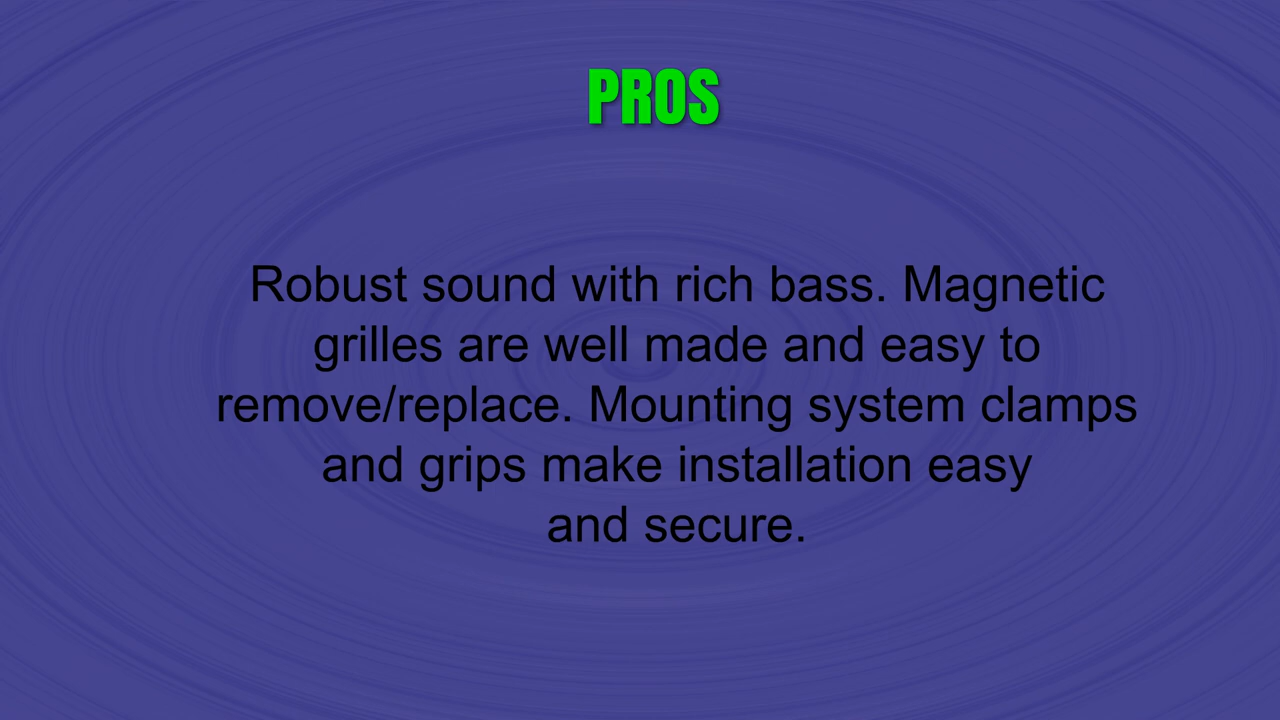 PROS
Robust sound with rich bass. Magnetic
grilles are well made and easy to
remove/replace. Mounting system clamps
and grips make installation easy
and secure.